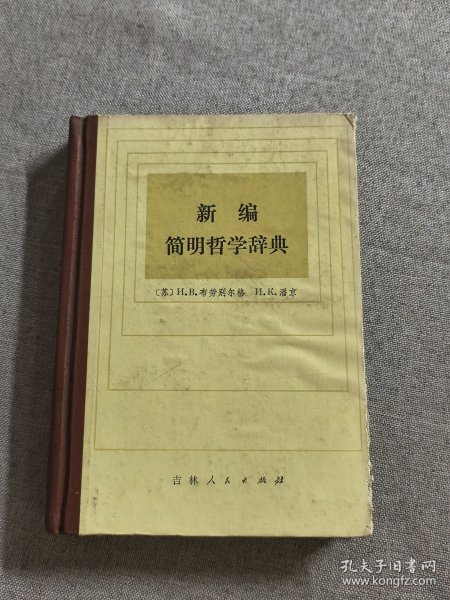 新编
简明哲学辞典
〔苏〕И.В.布劳别尔格 И.К.潘京
吉林人民出版社
孔夫子旧书网
www.kongfz.com